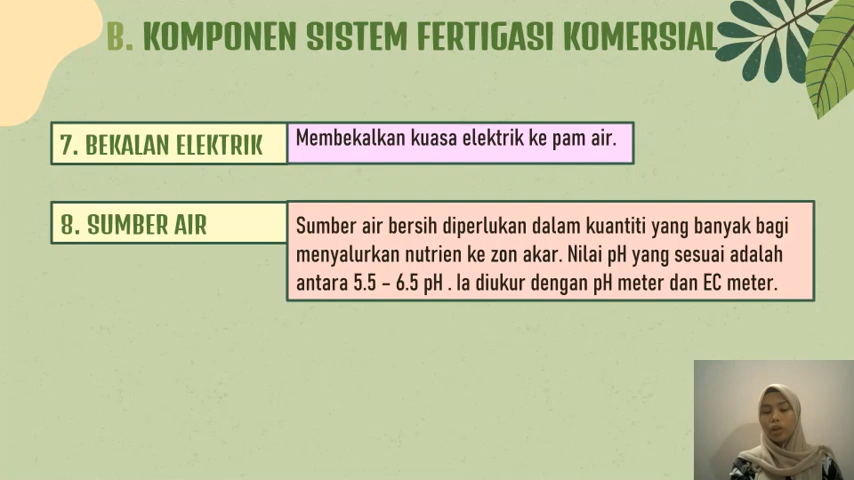 B. KOMPONEN SISTEM FERTIGASI KOMERSIAL
7. BEKALAN ELEKTRIK
Membekalkan kuasa elektrik ke pam air.
8. SUMBER AIR
Sumber air bersih diperlukan dalam kuantiti yang banyak bagi
menyalurkan nutrien ke zon akar. Nilai pH yang sesuai adalah
antara 5.5 – 6.5 pH . Ia diukur dengan pH meter dan EC meter.